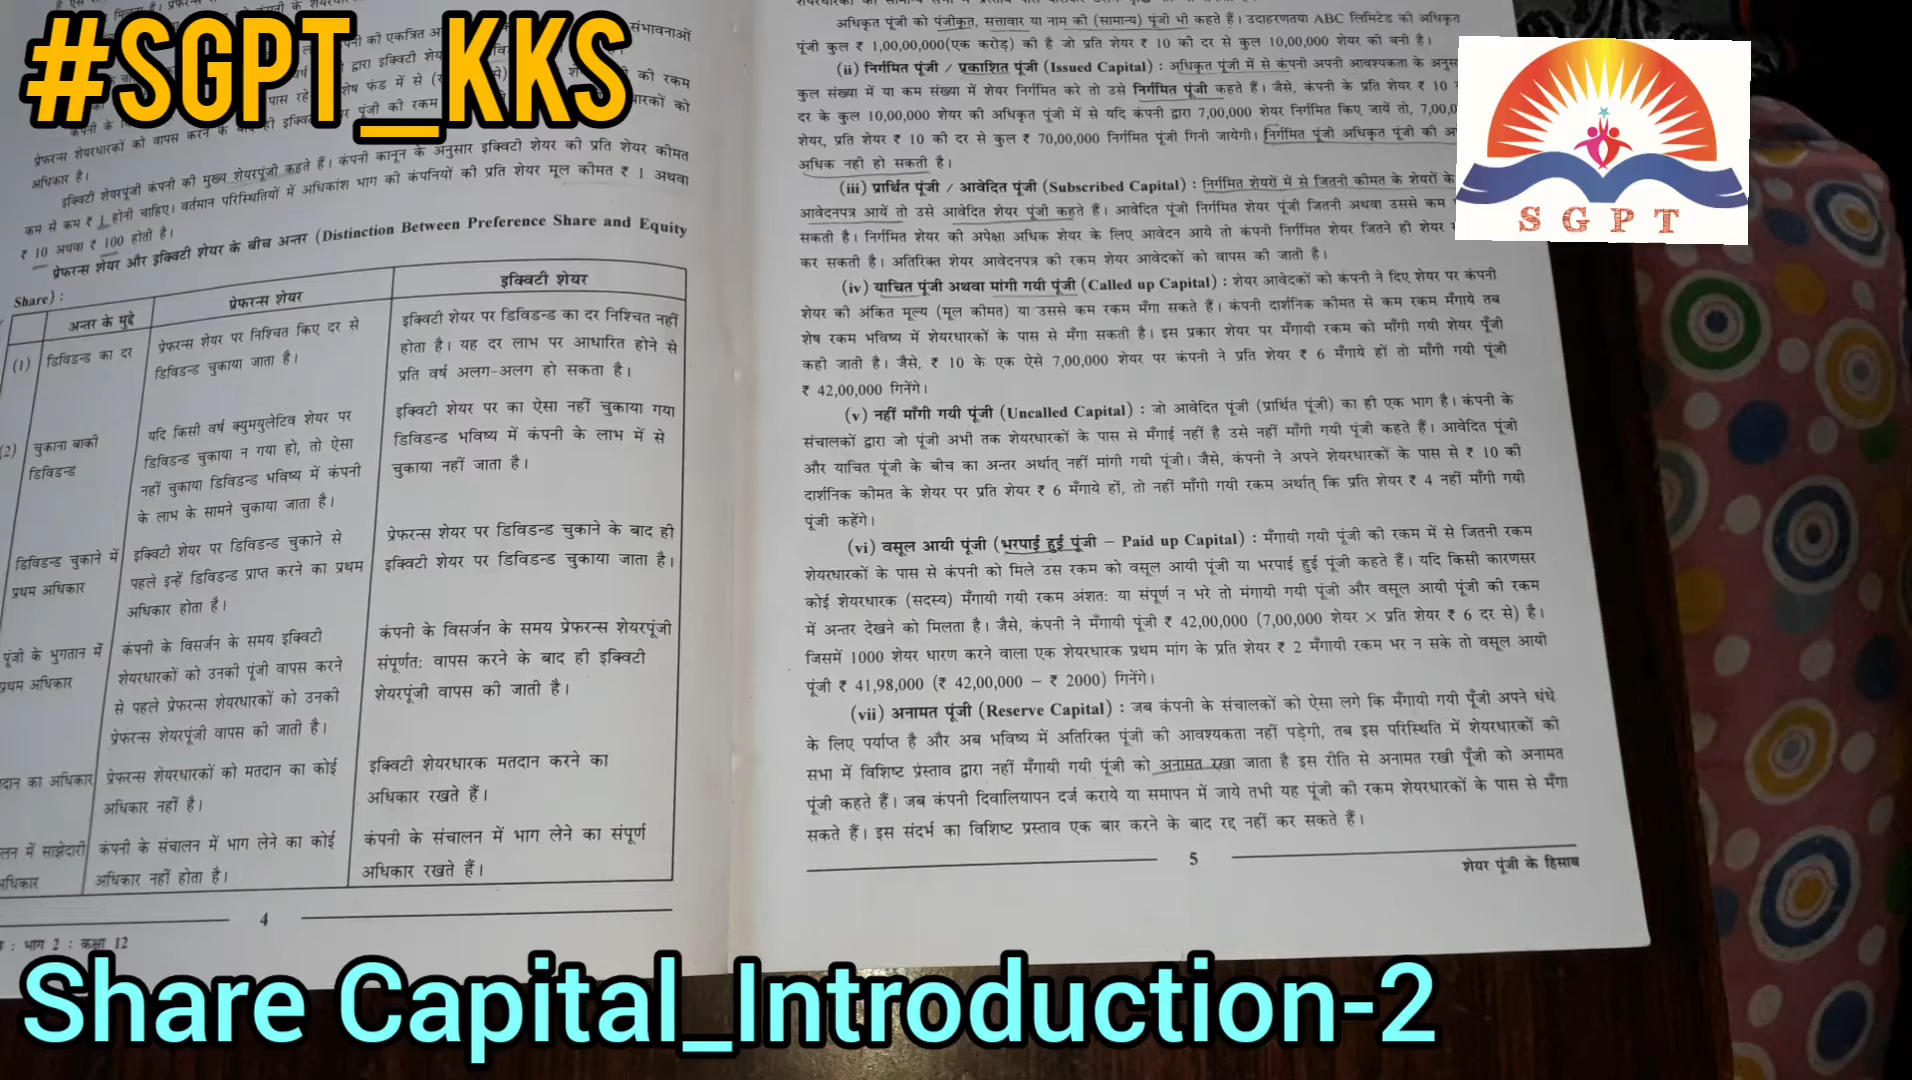 #SGPT_KKS
संभावनाओं
की रकम
प्रेफरन्स शेयरधारकों को वापस करने के बाद ही इक्विटी
अधिकार है।
इक्विटी शेयरपूंजी कंपनी की मुख्य शेयरपूंजी कहते हैं। कंपनी कानून के अनुसार इक्विटी शेयर की प्रति शेयर कीमत
कम से कम ₹ 1 होनी चाहिए। वर्तमान परिस्थितियों में अधिकांश भाग की कंपनियों की प्रति शेयर मूल कीमत ₹ 1 अथवा
₹ 10 अथवा ₹ 100 होती है।
प्रेफरन्स शेयर और इक्विटी शेयर के बीच अन्तर (Distinction Between Preference Share and Equity
Share) :
अन्तर के मुद्दे
प्रेफरन्स शेयर
इक्विटी शेयर
(1) डिविडन्ड का दर
प्रेफरन्स शेयर पर निश्चित किए दर से
डिविडन्ड चुकाया जाता है।
इक्विटी शेयर पर डिविडन्ड का दर निश्चित नहीं
होता है। यह दर लाभ पर आधारित होने से
प्रति वर्ष अलग-अलग हो सकता है।
(2) चुकाना बाकी
डिविडन्ड
यदि किसी वर्ष क्युमयुलेटिव शेयर पर
डिविडन्ड चुकाया न गया हो, तो ऐसा
नहीं चुकाया डिविडन्ड भविष्य में कंपनी
के लाभ के सामने चुकाया जाता है।
इक्विटी शेयर पर का ऐसा नहीं चुकाया गया
डिविडन्ड भविष्य में कंपनी के लाभ में से
चुकाया नहीं जाता है।
डिविडन्ड चुकाने में
प्रथम अधिकार
इक्विटी शेयर पर डिविडन्ड चुकाने से
पहले इन्हें डिविडन्ड प्राप्त करने का प्रथम
अधिकार होता है।
प्रेफरन्स शेयर पर डिविडन्ड चुकाने के बाद ही
इक्विटी शेयर पर डिविडन्ड चुकाया जाता है।
पूंजी के भुगतान में
प्रथम अधिकार
कंपनी के विसर्जन के समय इक्विटी
शेयरधारकों को उनकी पूंजी वापस करने
से पहले प्रेफरन्स शेयरधारकों को उनकी
प्रेफरन्स शेयरपूंजी वापस की जाती है।
कंपनी के विसर्जन के समय प्रेफरन्स शेयरपूंजी
संपूर्णतः वापस करने के बाद ही इक्विटी
शेयरपूंजी वापस की जाती है।
दान का अधिकार
प्रेफरन्स शेयरधारकों को मतदान का कोई
अधिकार नहीं है।
इक्विटी शेयरधारक मतदान करने का
अधिकार रखते हैं।
लन में साझेदारी
अधिकार
कंपनी के संचालन में भाग लेने का कोई
अधिकार नहीं होता है।
कंपनी के संचालन में भाग लेने का संपूर्ण
अधिकार रखते हैं।
4
: भाग 2 : कक्षा 12
अधिकृत पूंजी को पंजीकृत, सत्तावार या नाम की (सामान्य) पूंजी भी कहते हैं। उदाहरणतया ABC लिमिटेड की अधिकृत
पूंजी कुल ₹ 1,00,00,000(एक करोड़) की है जो प्रति शेयर ₹ 10 की दर से कुल 10,00,000 शेयर की बनी है।
(ii) निर्गमित पूंजी / प्रकाशित पूंजी (Issued Capital) : अधिकृत पूंजी में से कंपनी अपनी आवश्यकता के
कुल संख्या में या कम संख्या में शेयर निर्गमित करे तो उसे निर्गमित पूंजी कहते हैं। जैसे, कंपनी के प्रति शेयर ₹ 10
दर के कुल 10,00,000 शेयर की अधिकृत पूंजी में से यदि कंपनी द्वारा 7,00,000 शेयर निर्गमित किए जायें तो,
शेयर, प्रति शेयर ₹ 10 की दर से कुल ₹ 70,00,000 निर्गमित पूंजी गिनी जायेगी। निर्गमित पूंजी अधिकृत पूंजी की
अधिक नही हो सकती है।
(iii) प्रार्थित पूंजी / आवेदित पूंजी (Subscribed Capital) : निर्गमित शेयरों में से जितनी कीमत के शेयरों के
आवेदनपत्र आयें तो उसे आवेदित शेयर पूंजी कहते हैं। आवेदित पूंजी निर्गमित शेयर पूंजी जितनी अथवा उससे कम
सकती है। निर्गमित शेयर की अपेक्षा अधिक शेयर के लिए आवेदन आये तो कंपनी निर्गमित शेयर जितने ही शेयर
कर सकती है। अतिरिक्त शेयर आवेदनपत्र की रकम शेयर आवेदकों को वापस की जाती है।
(iv) याचित पूंजी अथवा मांगी गयी पूंजी (Called up Capital) : शेयर आवेदकों को कंपनी ने दिए शेयर पर कंपनी
शेयर की अंकित मूल्य (मूल कीमत) या उससे कम रकम मँगा सकते हैं। कंपनी दार्शनिक कीमत से कम रकम मँगाये तब
शेष रकम भविष्य में शेयरधारकों के पास से मँगा सकती है। इस प्रकार शेयर पर मँगायी रकम को माँगी गयी शेयर पूँजी
कही जाती है। जैसे, ₹ 10 के एक ऐसे 7,00,000 शेयर पर कंपनी ने प्रति शेयर ₹ 6 मँगाये हों तो माँगी गयी पूंजी
₹ 42,00,000 गिनेंगे।
(v) नहीं माँगी गयी पूंजी (Uncalled Capital) : जो आवेदित पूंजी (प्रार्थित पूंजी) का ही एक भाग है। कंपनी के
संचालकों द्वारा जो पूंजी अभी तक शेयरधारकों के पास से मँगाई नहीं है उसे नहीं माँगी गयी पूंजी कहते हैं। आवेदित पूंजी
और याचित पूंजी के बीच का अन्तर अर्थात् नहीं मांगी गयी पूंजी। जैसे, कंपनी ने अपने शेयरधारकों के पास से ₹ 10 की
दार्शनिक कीमत के शेयर पर प्रति शेयर ₹ 6 मँगाये हों, तो नहीं माँगी गयी रकम अर्थात् कि प्रति शेयर ₹ 4 नहीं माँगी गयी
पूंजी कहेंगे।
(vi) वसूल आयी पूंजी (भरपाई हुई पूंजी – Paid up Capital) : मँगायी गयी पूंजी की रकम में से जितनी रकम
शेयरधारकों के पास से कंपनी को मिले उस रकम को वसूल आयी पूंजी या भरपाई हुई पूंजी कहते हैं। यदि किसी कारणसर
कोई शेयरधारक (सदस्य) मँगायी गयी रकम अंशतः या संपूर्ण न भरे तो मंगायी गयी पूंजी और वसूल आयी पूंजी की रकम
में अन्तर देखने को मिलता है। जैसे, कंपनी ने मँगायी पूंजी ₹ 42,00,000 (7,00,000 शेयर × प्रति शेयर ₹ 6 दर से) है।
जिसमें 1000 शेयर धारण करने वाला एक शेयरधारक प्रथम मांग के प्रति शेयर ₹ 2 मँगायी रकम भर न सके तो वसूल आयी
पूंजी ₹ 41,98,000 (₹ 42,00,000 – ₹ 2000) गिनेंगे।
(vii) अनामत पूंजी (Reserve Capital) : जब कंपनी के संचालकों को ऐसा लगे कि मँगायी गयी पूँजी अपने धंधे
के लिए पर्याप्त है और अब भविष्य में अतिरिक्त पूंजी की आवश्यकता नहीं पड़ेगी, तब इस परिस्थिति में शेयरधारकों की
सभा में विशिष्ट प्रस्ताव द्वारा नहीं मँगायी गयी पूंजी को अनामत रखा जाता है इस रीति से अनामत रखी पूँजी को अनामत
पूंजी कहते हैं। जब कंपनी दिवालियापन दर्ज कराये या समापन में जाये तभी यह पूंजी की रकम शेयरधारकों के पास से मँगा
सकते हैं। इस संदर्भ का विशिष्ट प्रस्ताव एक बार करने के बाद रद्द नहीं कर सकते हैं।
5
शेयर पूंजी के हिसाब
SGPT
Share Capital_Introduction-2